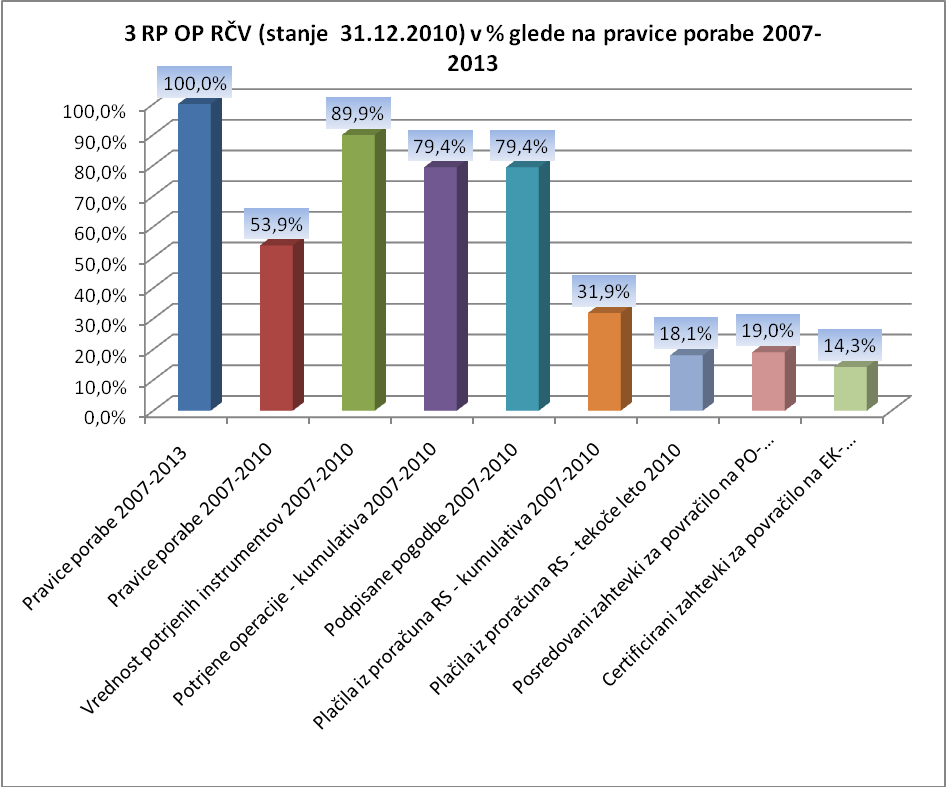 3 RP OP RČV (stanje 31.12.2010) v % glede na pravice porabe 2007-
2013
100,0%
89,9%
79,4%
79,4%
53,9%
31,9%
18,1%
19,0%
14,3%
100,0%
90,0%
80,0%
70,0%
60,0%
50,0%
40,0%
30,0%
20,0%
10,0%
0,0%
Pravice porabe 2007-2013
Pravice porabe 2007-2010
Vrednost potrjenih instrumentov 2007-2010
Potrjene operacije - kumulativa 2007-2010
Podpisane pogodbe 2007-2010
Plačila iz proračuna RS - kumulativa 2007-2010
Plačila iz proračuna RS - tekoče leto 2010
Posredovani zahtevki za povračilo na PO-...
Certificirani zahtevki za povračilo na EK-...